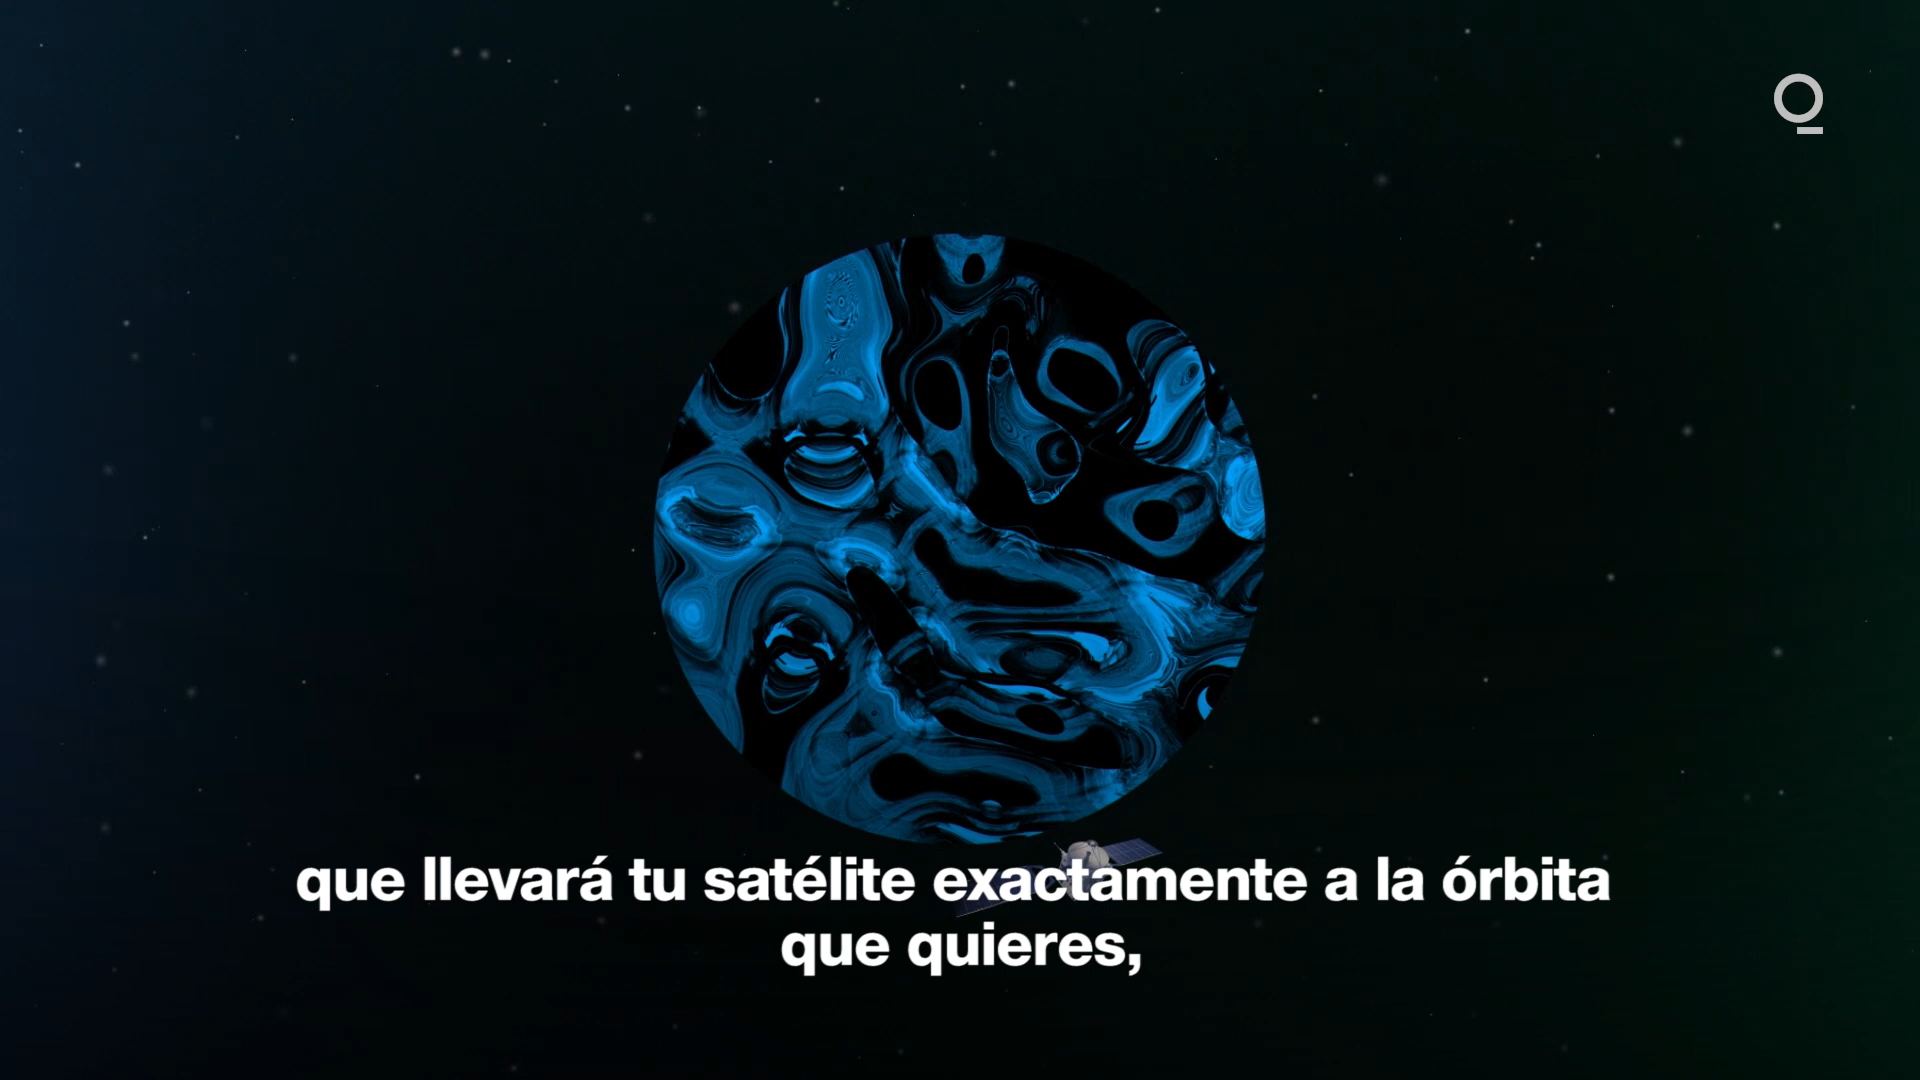 que llevará tu satélite exactamente a la órbita
que quieres,